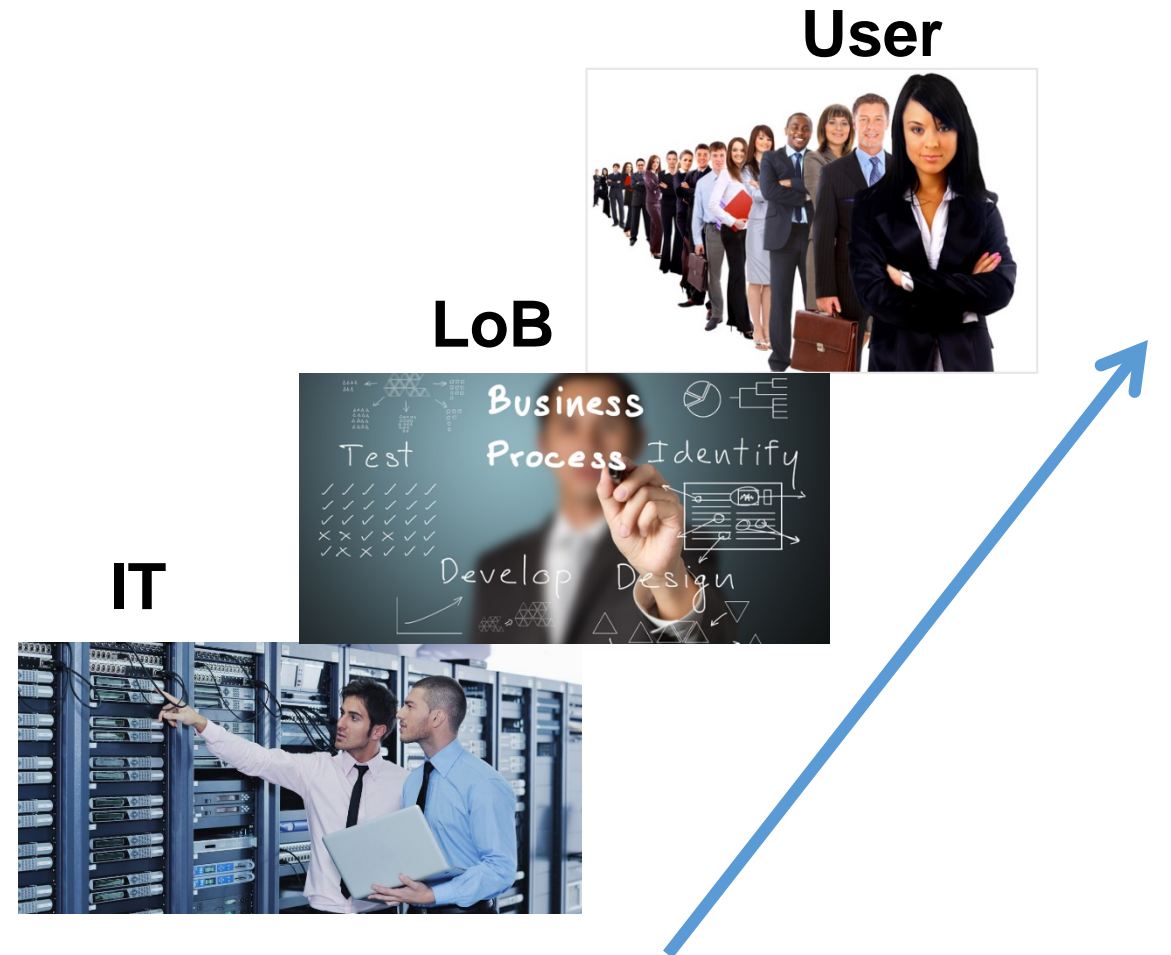 User
LoB
Business
Process
Test
Identify
Develop
Design
IT